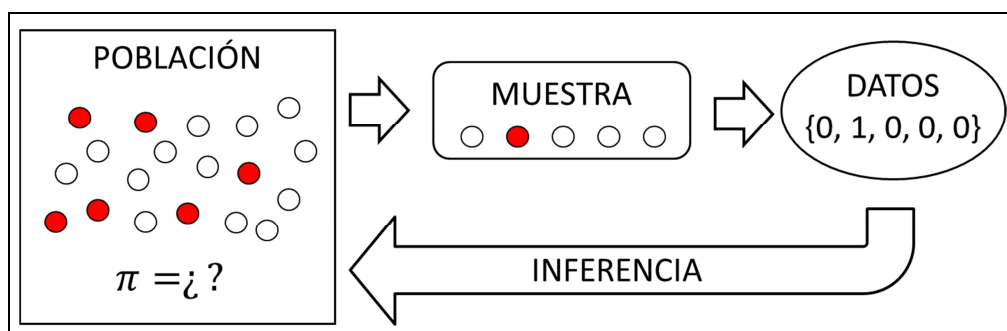 POBLACIÓN
π =¿ ?
MUESTRA
DATOS
{0, 1, 0, 0, 0}
INFERENCIA